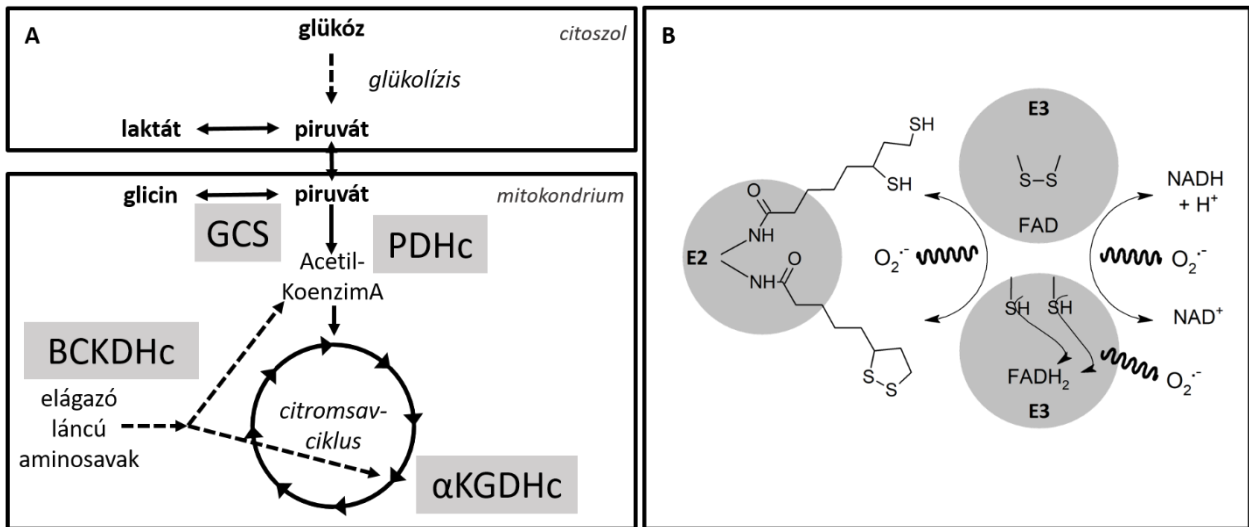 A
glükóz
citoszol
glükolízis
laktát
piruvát
glicin
piruvát
mitokondrium
GCS
PDHc
Acetil-
KoenzimA
BCKDHc
elágazó
láncú
aminosavak
citromsav-
ciklus
αKGDHc
B
E3
SH
SH
S–S
FAD
NADH
+ H⁺
O
NH
E2
NH
O
O₂·⁻
O₂·⁻
SH
SH
NAD⁺
S
S
FADH₂
O₂·⁻
E3